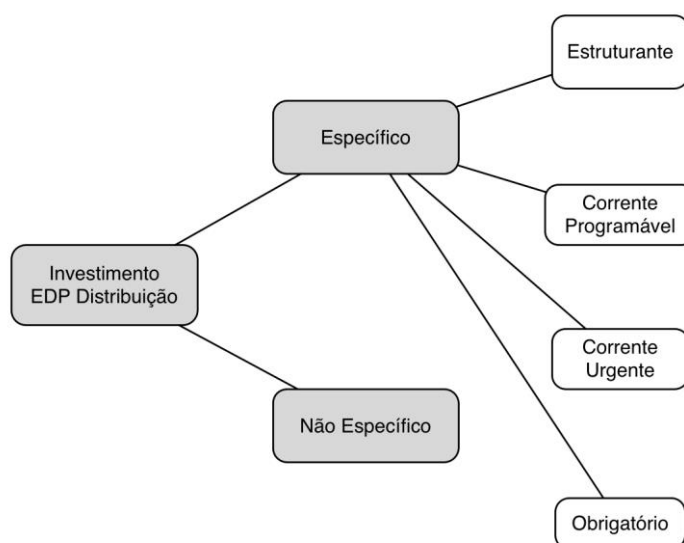 Estruturante
Específico
Corrente
Programável
Investimento
EDP Distribuição
Corrente
Urgente
Não Específico
Obrigatório